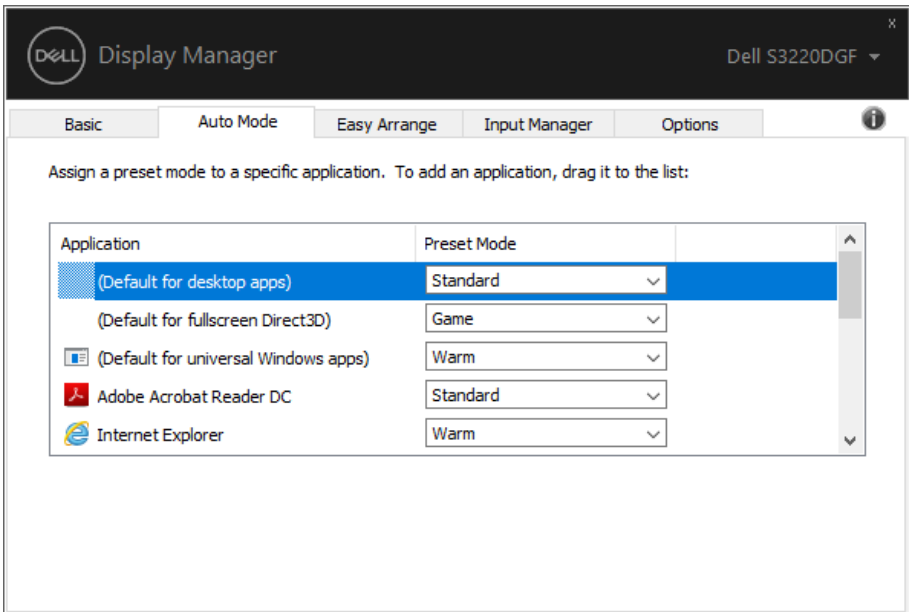 DELL Display Manager
x
Dell S3220DGF
Basic Auto Mode Easy Arrange Input Manager Options
Assign a preset mode to a specific application. To add an application, drag it to the list:
Application Preset Mode
(Default for desktop apps) Standard
(Default for fullscreen Direct3D) Game
(Default for universal Windows apps) Warm
Adobe Acrobat Reader DC Standard
Internet Explorer Warm